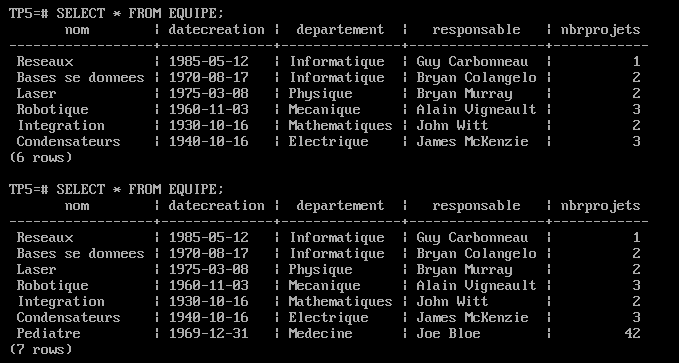 TP5=# SELECT * FROM EQUIPE;
nom | datecreation | departement | responsable | nbrprojets
-------------------+--------------+--------------+------------------+------------
Reseaux | 1985-05-12 | Informatique | Guy Carbonneau | 1
Bases se donnees | 1970-08-17 | Informatique | Bryan Colangelo | 2
Laser | 1975-03-08 | Physique | Bryan Murray | 2
Robotique | 1960-11-03 | Mecanique | Alain Vigneault | 3
Integration | 1930-10-16 | Mathematiques | John Witt | 2
Condensateurs | 1940-10-16 | Electrique | James McKenzie | 3
(6 rows)
TP5=# SELECT * FROM EQUIPE;
nom | datecreation | departement | responsable | nbrprojets
-------------------+--------------+--------------+------------------+------------
Reseaux | 1985-05-12 | Informatique | Guy Carbonneau | 1
Bases se donnees | 1970-08-17 | Informatique | Bryan Colangelo | 2
Laser | 1975-03-08 | Physique | Bryan Murray | 2
Robotique | 1960-11-03 | Mecanique | Alain Vigneault | 3
Integration | 1930-10-16 | Mathematiques | John Witt | 2
Condensateurs | 1940-10-16 | Electrique | James McKenzie | 3
Pediatre | 1969-12-31 | Medecine | Joe Bloe | 42
(7 rows)